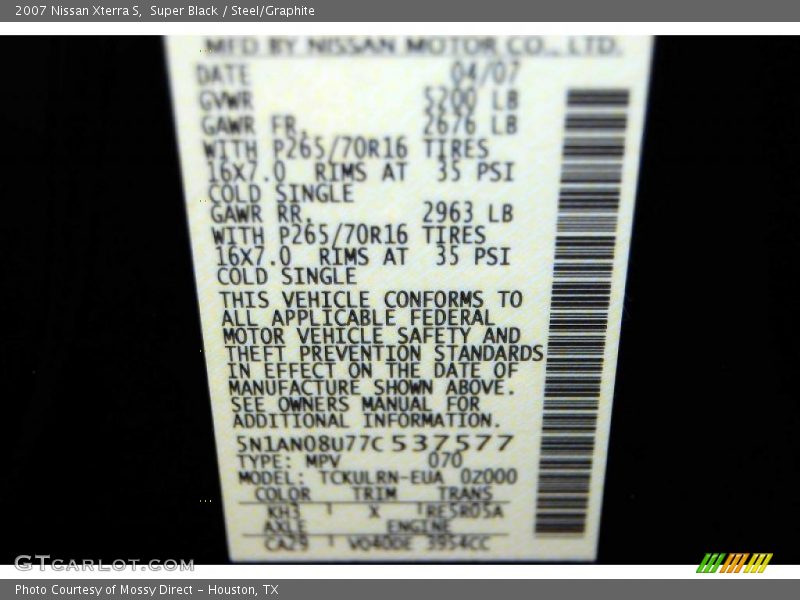 2007 Nissan Xterra S, Super Black / Steel/Graphite
MFD BY NISSAN MOTOR CO., LTD.
DATE 04/07
GVWR 5200 LB
GAWR FR. 2676 LB
WITH P265/70R16 TIRES
16X7.0 RIMS AT 35 PSI
COLD SINGLE
GAWR RR. 2963 LB
WITH P265/70R16 TIRES
16X7.0 RIMS AT 35 PSI
COLD SINGLE
THIS VEHICLE CONFORMS TO
ALL APPLICABLE FEDERAL
MOTOR VEHICLE SAFETY AND
THEFT PREVENTION STANDARDS
IN EFFECT ON THE DATE OF
MANUFACTURE SHOWN ABOVE.
SEE OWNERS MANUAL FOR
ADDITIONAL INFORMATION.
5N1AN08U77C537577
TYPE: MPV 070
MODEL: TCKULRN-EUA 0Z000
COLOR TRIM TRANS
KH3 X RE5R05A
AXLE ENGINE
CA29 VQ40DE 3954CC
GTcarlot.com
Photo Courtesy of Mossy Direct - Houston, TX